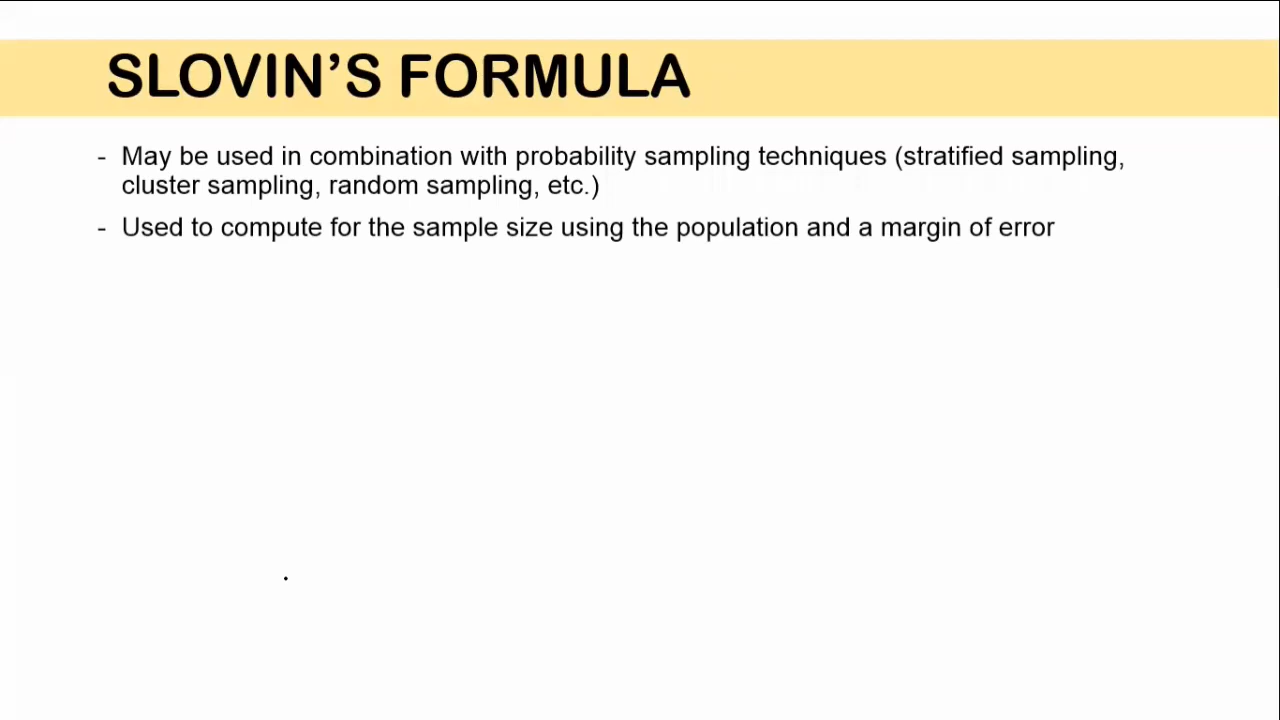 SLOVIN’S FORMULA
- May be used in combination with probability sampling techniques (stratified sampling,
cluster sampling, random sampling, etc.)
- Used to compute for the sample size using the population and a margin of error